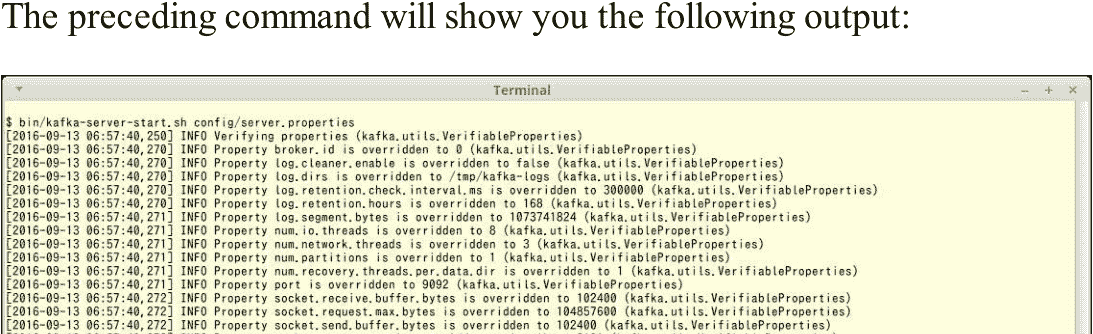 The preceding command will show you the following output:
Terminal
$ bin/kafka-server-start.sh config/server.properties
[2016-09-13 06:57:40,250] INFO Verifying properties (kafka.utils.VerifiableProperties)
[2016-09-13 06:57:40,270] INFO Property broker.id is overridden to 0 (kafka.utils.VerifiableProperties)
[2016-09-13 06:57:40,270] INFO Property log.cleaner.enable is overridden to false (kafka.utils.VerifiableProperties)
[2016-09-13 06:57:40,270] INFO Property log.dirs is overridden to /tmp/kafka-logs (kafka.utils.VerifiableProperties)
[2016-09-13 06:57:40,270] INFO Property log.retention.check.interval.ms is overridden to 300000 (kafka.utils.VerifiableProperties)
[2016-09-13 06:57:40,270] INFO Property log.retention.hours is overridden to 168 (kafka.utils.VerifiableProperties)
[2016-09-13 06:57:40,271] INFO Property log.segment.bytes is overridden to 1073741824 (kafka.utils.VerifiableProperties)
[2016-09-13 06:57:40,271] INFO Property num.io.threads is overridden to 8 (kafka.utils.VerifiableProperties)
[2016-09-13 06:57:40,271] INFO Property num.network.threads is overridden to 3 (kafka.utils.VerifiableProperties)
[2016-09-13 06:57:40,271] INFO Property num.partitions is overridden to 1 (kafka.utils.VerifiableProperties)
[2016-09-13 06:57:40,271] INFO Property num.recovery.threads.per.data.dir is overridden to 1 (kafka.utils.VerifiableProperties)
[2016-09-13 06:57:40,271] INFO Property port is overridden to 9092 (kafka.utils.VerifiableProperties)
[2016-09-13 06:57:40,272] INFO Property socket.receive.buffer.bytes is overridden to 102400 (kafka.utils.VerifiableProperties)
[2016-09-13 06:57:40,272] INFO Property socket.request.max.bytes is overridden to 104857600 (kafka.utils.VerifiableProperties)
[2016-09-13 06:57:40,272] INFO Property socket.send.buffer.bytes is overridden to 102400 (kafka.utils.VerifiableProperties)